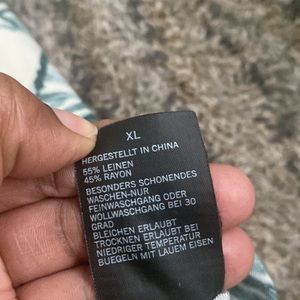 XL
HERGESTELLT IN CHINA
55% LEINEN
45% RAYON
BESONDERS SCHONENDES
WASCHEN-NUR
FEINWASCHGANG ODER
WOLLWASCHGANG BEI 30
GRAD
BLEICHEN ERLAUBT
TROCKNEN ERLAUBT BEI
NIEDRIGER TEMPERATUR
BUEGELN MIT LAUEM EISEN